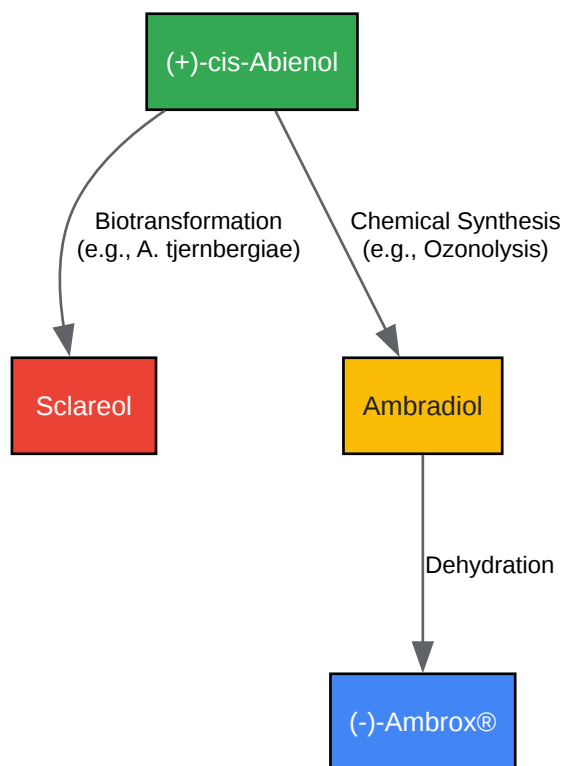 (+)-cis-Abienol
Biotransformation
(e.g., A. tjernbergiae)
Chemical Synthesis
(e.g., Ozonolysis)
Sclareol
Ambradiol
Dehydration
(-)-Ambrox®